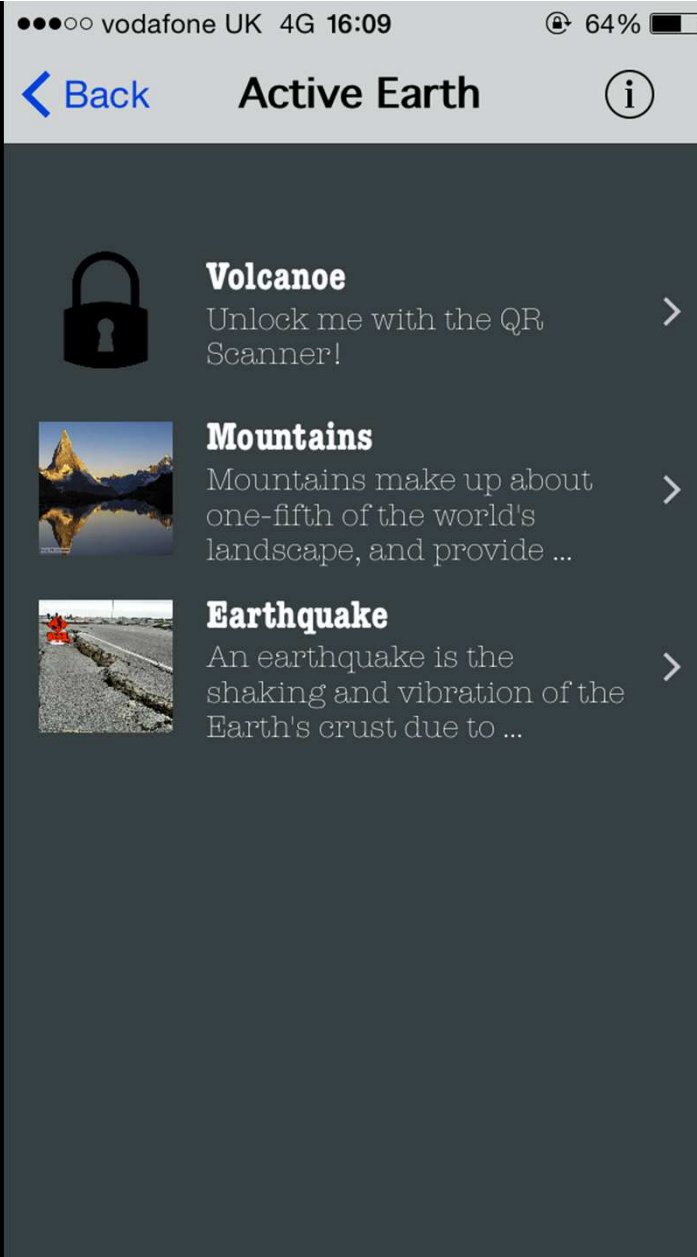 vodafone UK 4G 16:09 64%
Back Active Earth i
Volcanoe
Unlock me with the QR
Scanner!
Mountains
Mountains make up about
one-fifth of the world's
landscape, and provide ...
Earthquake
An earthquake is the
shaking and vibration of the
Earth's crust due to ...